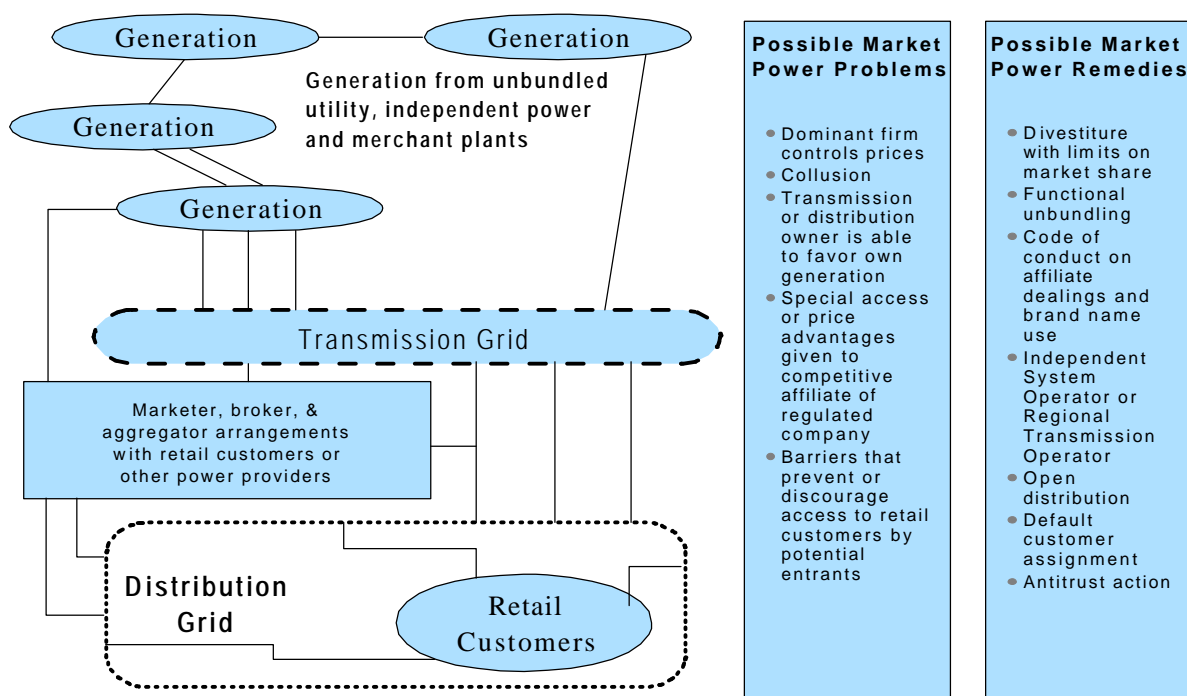 Generation
Generation
Generation from unbundled
utility, independent power
and merchant plants
Generation
Generation
Transmission Grid
Marketer, broker, &
aggregator arrangements
with retail customers or
other power providers
Distribution
Grid
Retail
Customers
Possible Market
Power Problems
• Dominant firm
controls prices
• Collusion
• Transmission
or distribution
owner is able
to favor own
generation
• Special access
or price
advantages
given to
competitive
affiliate of
regulated
company
• Barriers that
prevent or
discourage
access to retail
customers by
potential
entrants
Possible Market
Power Remedies
• Divestiture
with limits on
market share
• Functional
unbundling
• Code of
conduct on
affiliate
dealings and
brand name
use
• Independent
System
Operator or
Regional
Transmission
Operator
• Open
distribution
• Default
customer
assignment
• Antitrust action